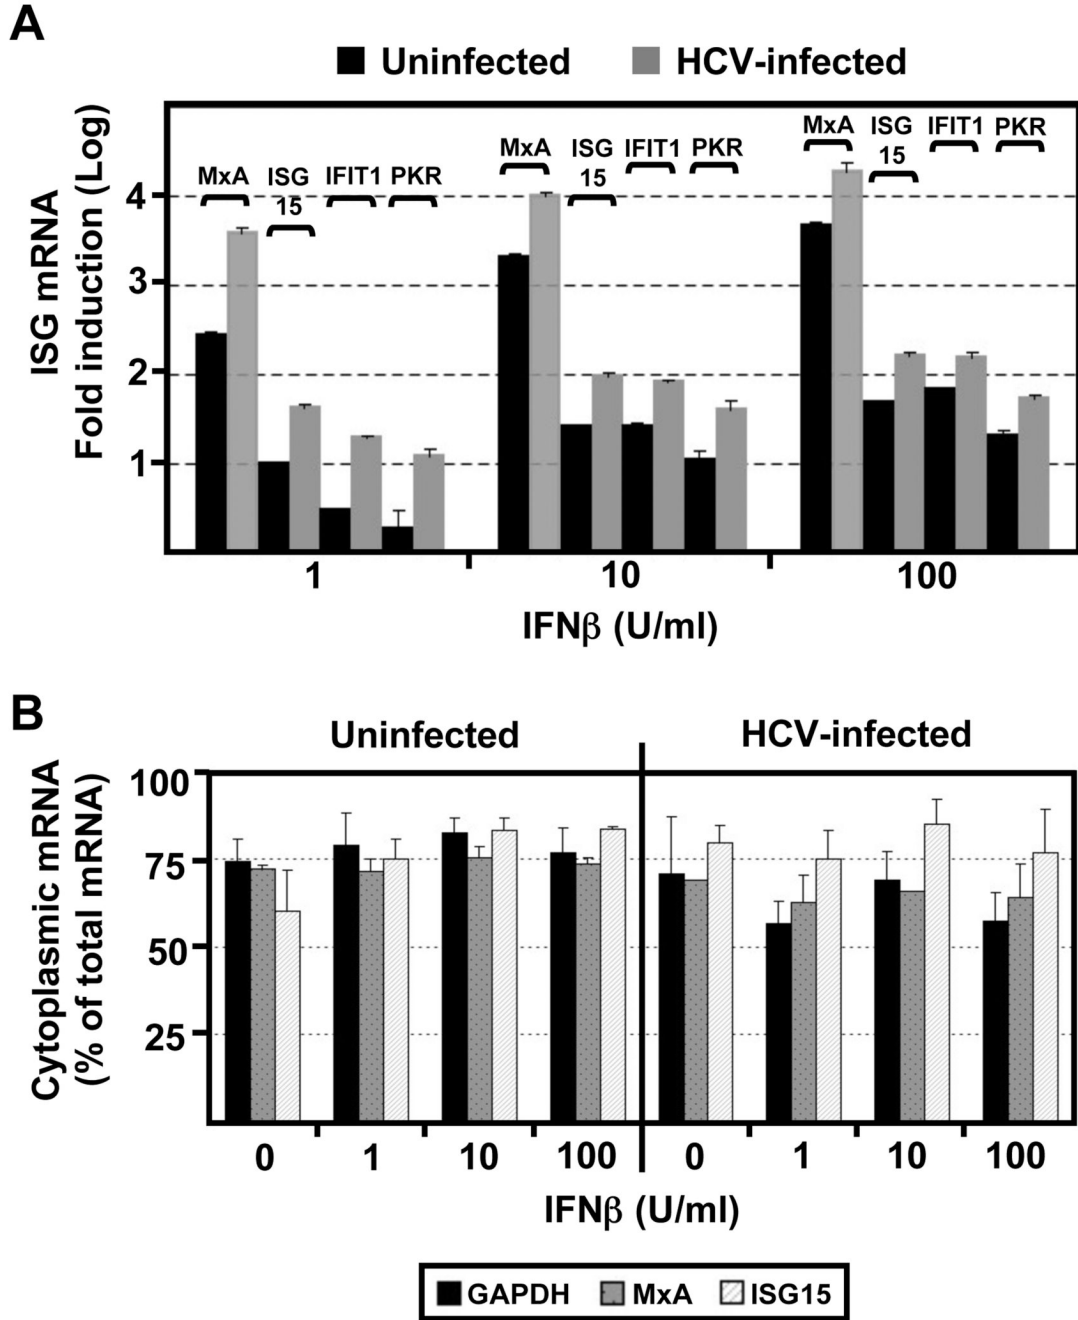 A
Uninfected HCV-infected
ISG mRNA
Fold induction (Log)
4
3
2
1
MxA ISG 15 IFIT1 PKR
MxA ISG 15 IFIT1 PKR
MxA ISG 15 IFIT1 PKR
1 10 100
IFNβ (U/ml)
B
Uninfected HCV-infected
Cytoplasmic mRNA
(% of total mRNA)
100
75
50
25
0 1 10 100 0 1 10 100
IFNβ (U/ml)
GAPDH MxA ISG15